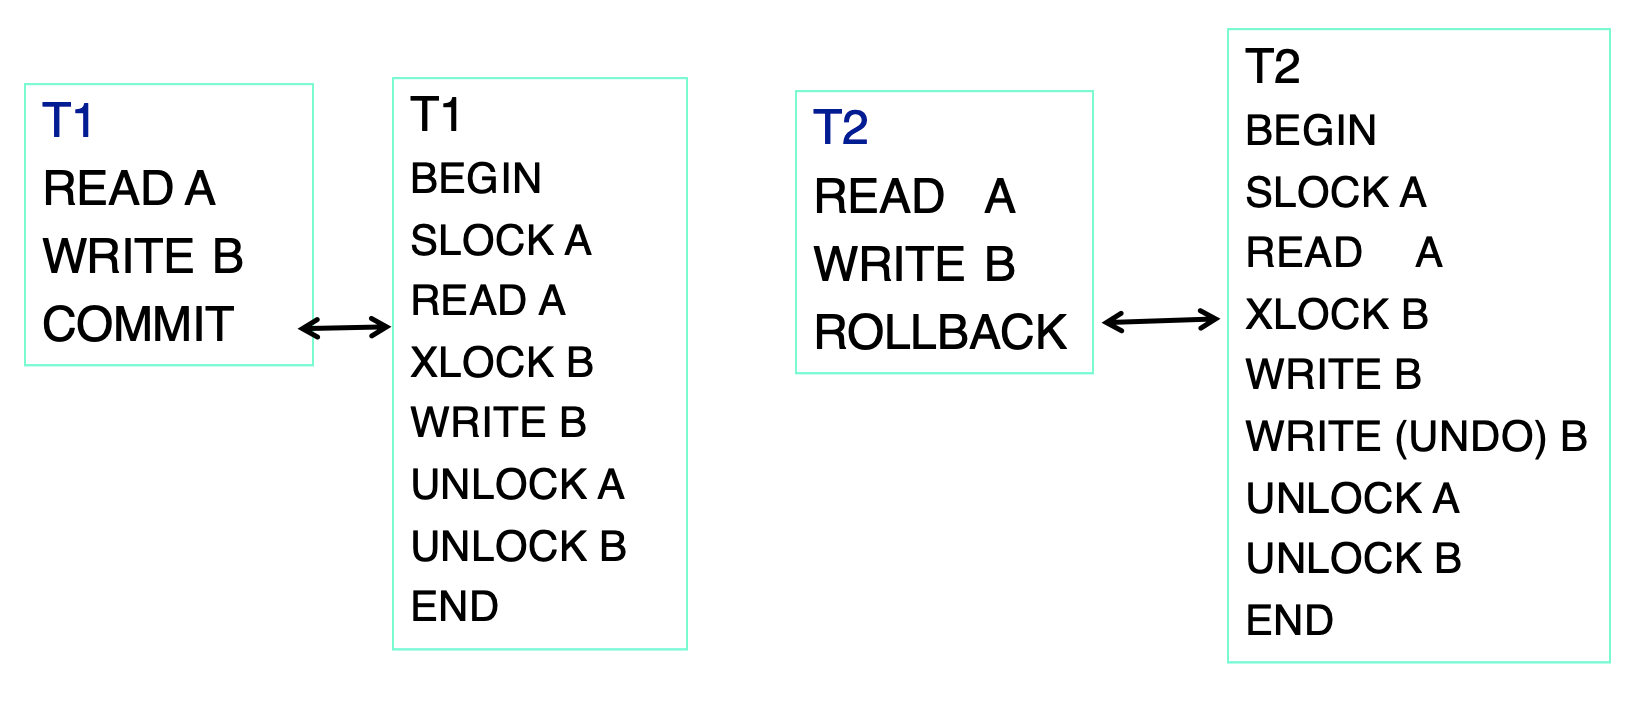 T1
READ A
WRITE B
COMMIT
T1
BEGIN
SLOCK A
READ A
XLOCK B
WRITE B
UNLOCK A
UNLOCK B
END
T2
READ A
WRITE B
ROLLBACK
T2
BEGIN
SLOCK A
READ A
XLOCK B
WRITE B
WRITE (UNDO) B
UNLOCK A
UNLOCK B
END